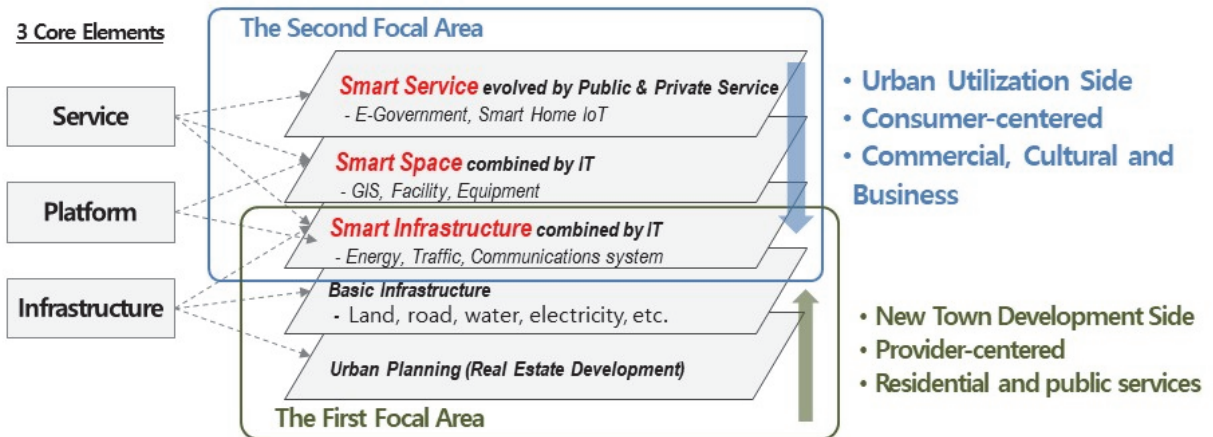 3 Core Elements
Service
Platform
Infrastructure
The Second Focal Area
Smart Service evolved by Public & Private Service
- E-Government, Smart Home IoT
Smart Space combined by IT
- GIS, Facility, Equipment
Smart Infrastructure combined by IT
- Energy, Traffic, Communications system
Basic Infrastructure
- Land, road, water, electricity, etc.
Urban Planning (Real Estate Development)
The First Focal Area
• Urban Utilization Side
• Consumer-centered
• Commercial, Cultural and
Business
• New Town Development Side
• Provider-centered
• Residential and public services